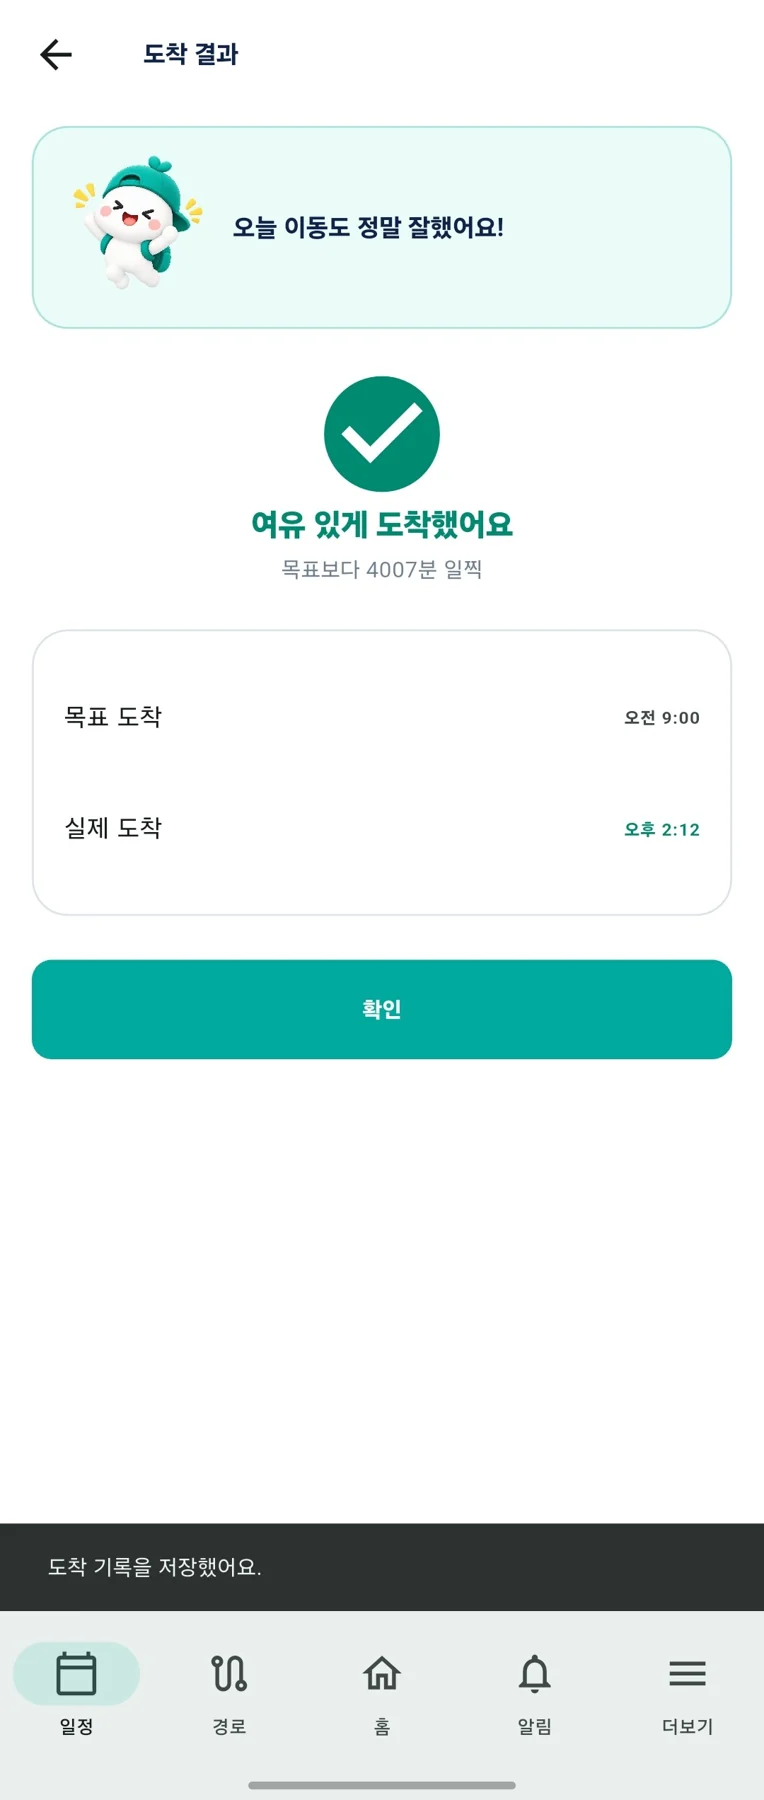 도착 결과
오늘 이동도 정말 잘했어요!
여유 있게 도착했어요
목표보다 4007분 일찍
목표 도착
오전 9:00
실제 도착
오후 2:12
확인
도착 기록을 저장했어요.
일정
경로
홈
알림
더보기